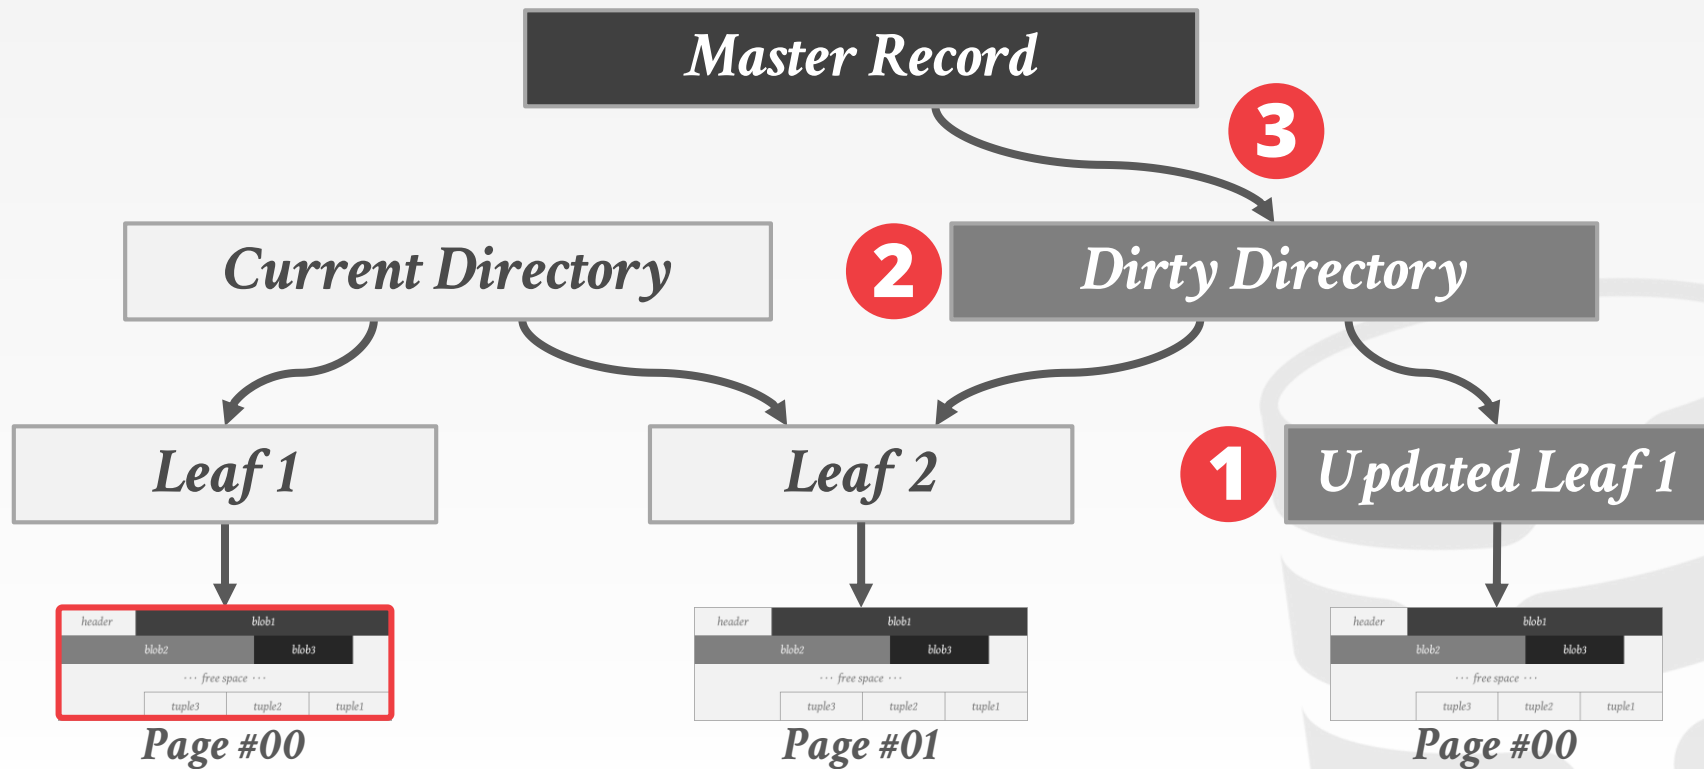 Master Record
3
Current Directory
2
Dirty Directory
Leaf 1
Leaf 2
1
Updated Leaf 1
header
blob1
blob2
blob3
··· free space ···
tuple3
tuple2
tuple1
Page #00
header
blob1
blob2
blob3
··· free space ···
tuple3
tuple2
tuple1
Page #01
header
blob1
blob2
blob3
··· free space ···
tuple3
tuple2
tuple1
Page #00